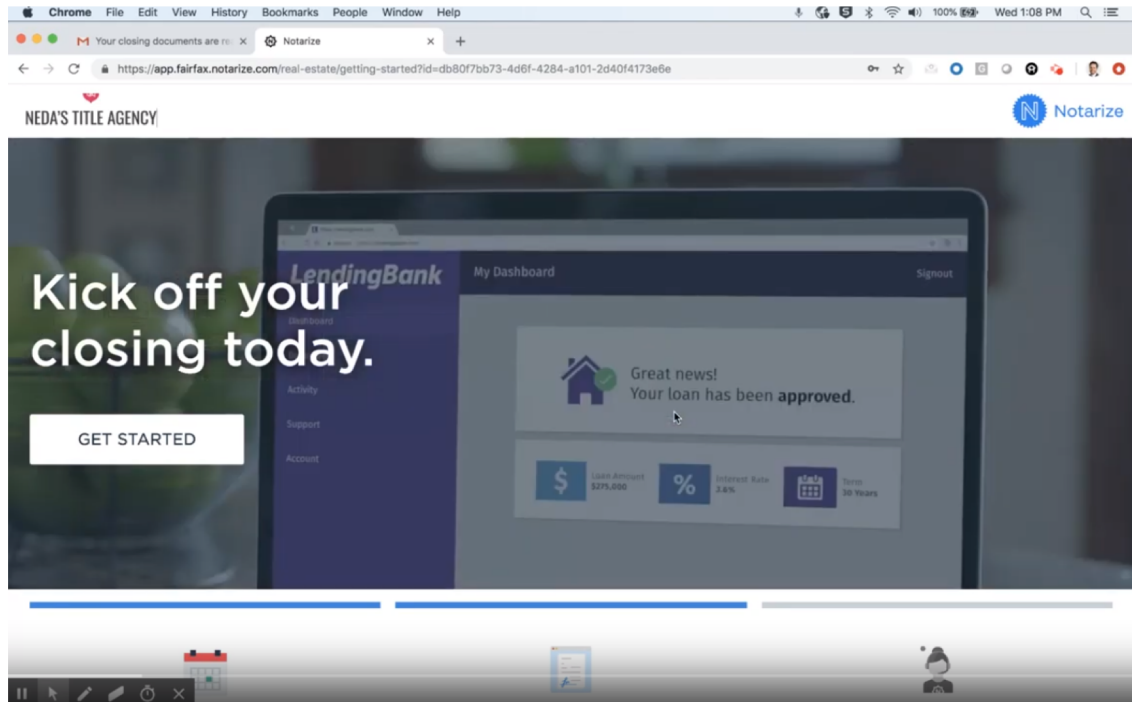 Chrome File Edit View History Bookmarks People Window Help 100% Wed 1:08 PM
Your closing documents are re Notarize
https://app.fairfax.notarize.com/real-estate/getting-started?id=db80f7bb73-4d6f-4284-a101-2d40f4173e6e
NEDA'S TITLE AGENCY
Notarize
LendingBank My Dashboard Signout
Kick off your
closing today.
Dashboard
Activity
Support
Account
Great news!
Your loan has been approved.
GET STARTED
Loan Amount Interest Rate Term
$275,000 3.6% 30 Years